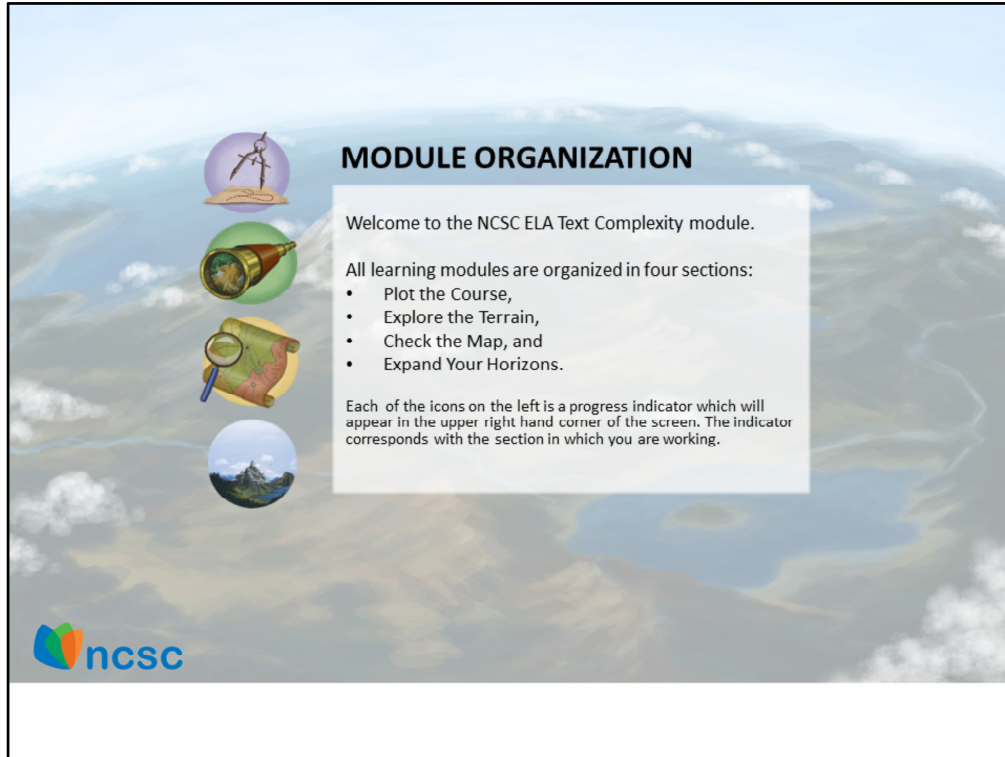 MODULE ORGANIZATION
Welcome to the NCSC ELA Text Complexity module.
All learning modules are organized in four sections:
• Plot the Course,
• Explore the Terrain,
• Check the Map, and
• Expand Your Horizons.
Each of the icons on the left is a progress indicator which will
appear in the upper right hand corner of the screen. The indicator
corresponds with the section in which you are working.
ncsc